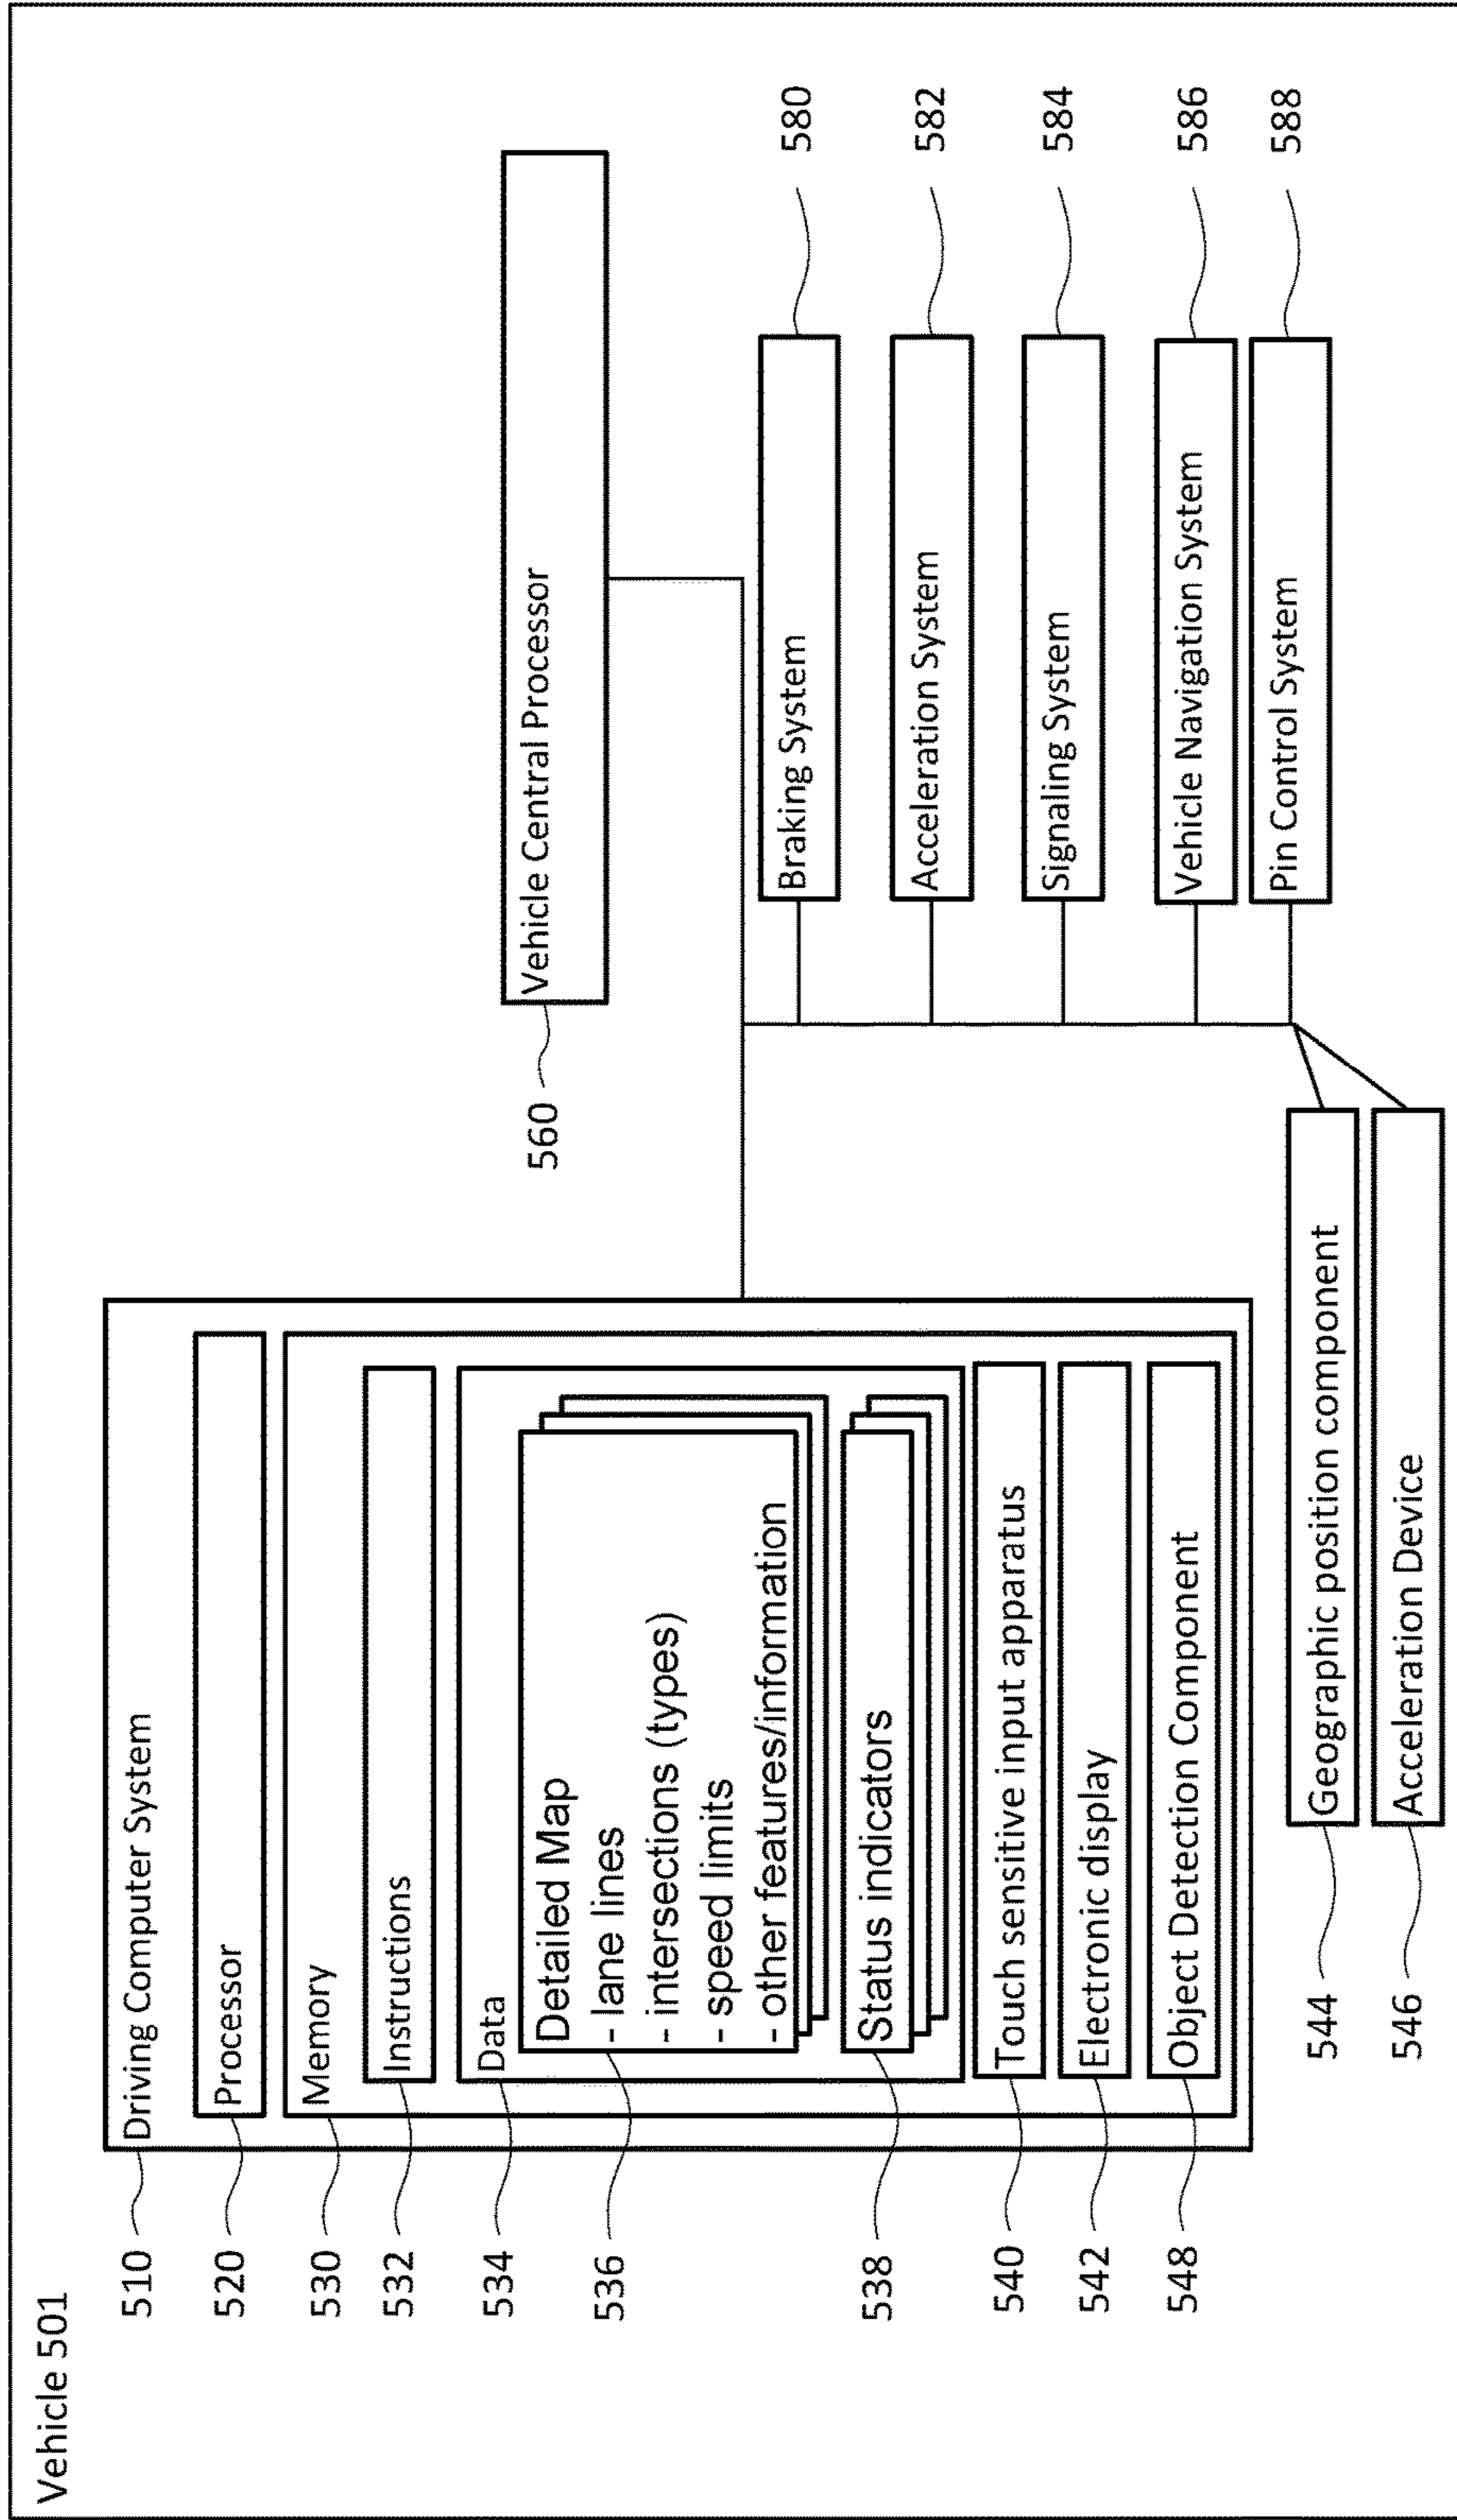 Vehicle 501
510
Driving Computer System
520
Processor
530
Memory
532
Instructions
534
Data
536
Detailed Map
- lane lines
- intersections (types)
- speed limits
- other features/information
538
Status indicators
540
Touch sensitive input apparatus
542
Electronic display
548
Object Detection Component
544
Geographic position component
546
Acceleration Device
560
Vehicle Central Processor
Braking System
580
Acceleration System
582
Signaling System
584
Vehicle Navigation System
586
Pin Control System
588